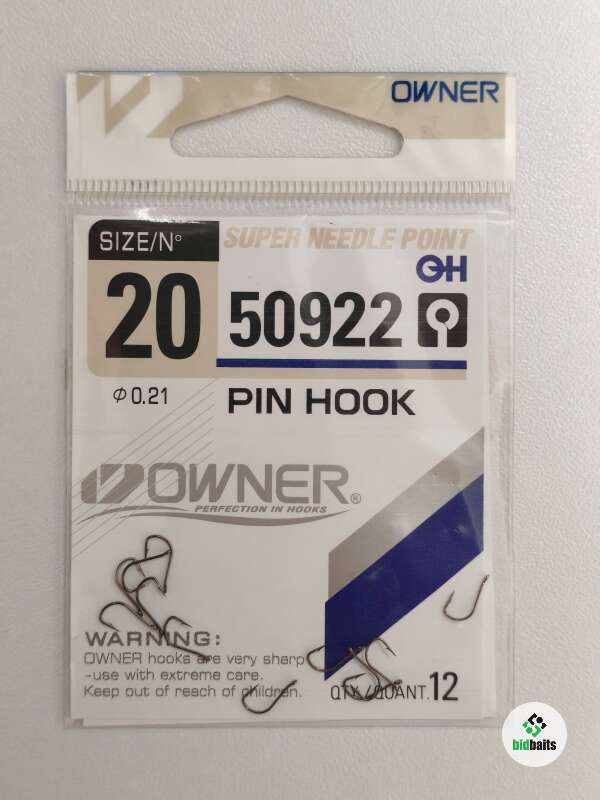 OWNER
SIZE/N°
SUPER NEEDLE POINT
20
50922
Φ0.21
PIN HOOK
OWNER®
PERFECTION IN HOOKS
WARNING:
OWNER hooks are very sharp
-use with extreme care.
Keep out of reach of children.
QTY./QUANT.12
bidbaits